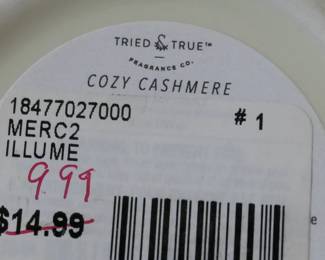 TRIED & TRUE™
FRAGRANCE CO.
COZY CASHMERE
18477027000 # 1
MERC2
ILLUME
9 99
$14.99
e